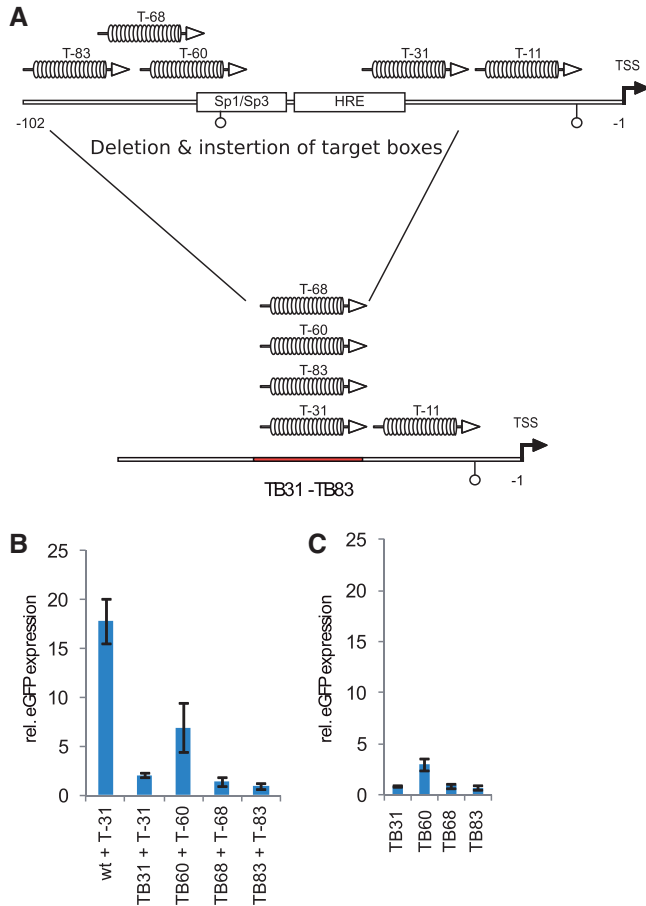 A
T-68
T-83
T-60
T-31
T-11
TSS
Sp1/Sp3
HRE
-102
-1
Deletion & instertion of target boxes
T-68
T-60
T-83
T-31
T-11
TSS
-1
TB31 -TB83
B
25
20
15
10
5
0
rel. eGFP expression
wt + T-31
TB31 + T-31
TB60 + T-60
TB68 + T-68
TB83 + T-83
C
25
20
15
10
5
0
rel. eGFP expression
TB31
TB60
TB68
TB83